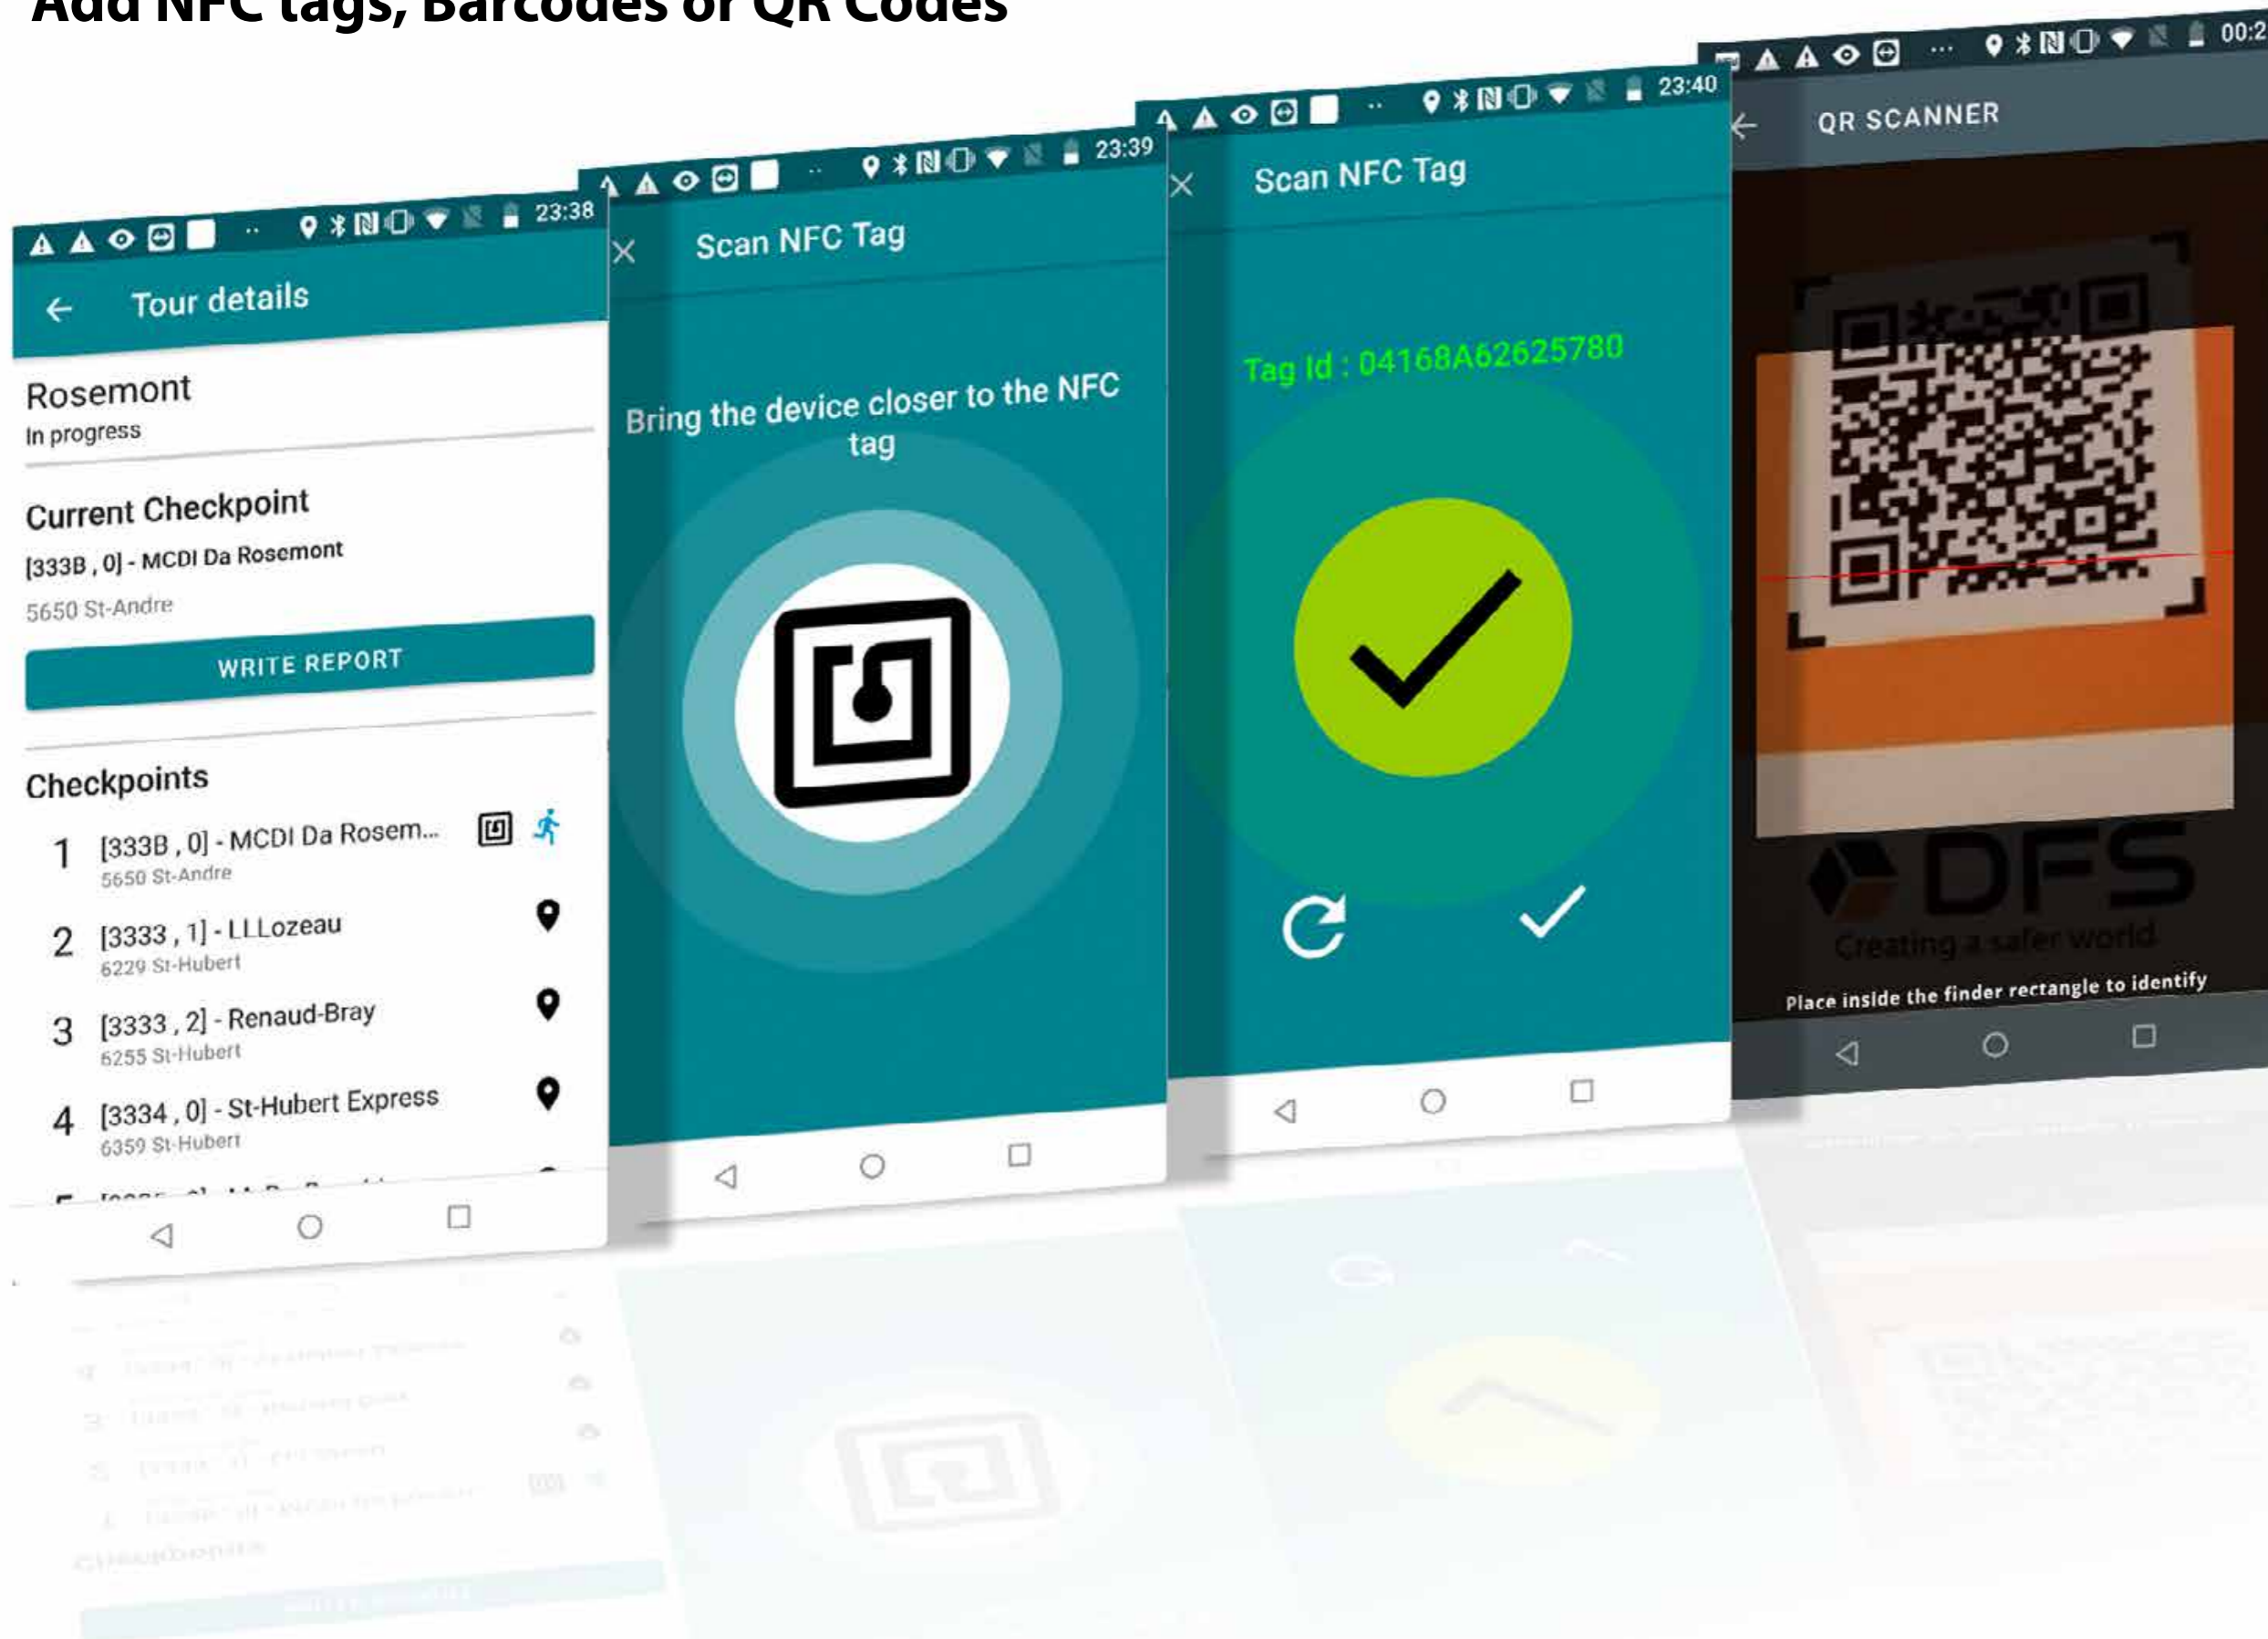 Add NFC tags, Barcodes or QR Codes
23:38
Tour details
Rosemont
In progress
Current Checkpoint
[333B , 0] - MCDI Da Rosemont
5650 St-Andre
WRITE REPORT
Checkpoints
1 [333B , 0] - MCDI Da Rosem...
5650 St-Andre
2 [3333 , 1] - LLLozeau
6229 St-Hubert
3 [3333 , 2] - Renaud-Bray
6255 St-Hubert
4 [3334 , 0] - St-Hubert Express
6359 St-Hubert
23:39
Scan NFC Tag
Bring the device closer to the NFC
tag
23:40
Scan NFC Tag
Tag Id : 04168A62625780
QR SCANNER
DFS
Creating a safer world
Place inside the finder rectangle to identify